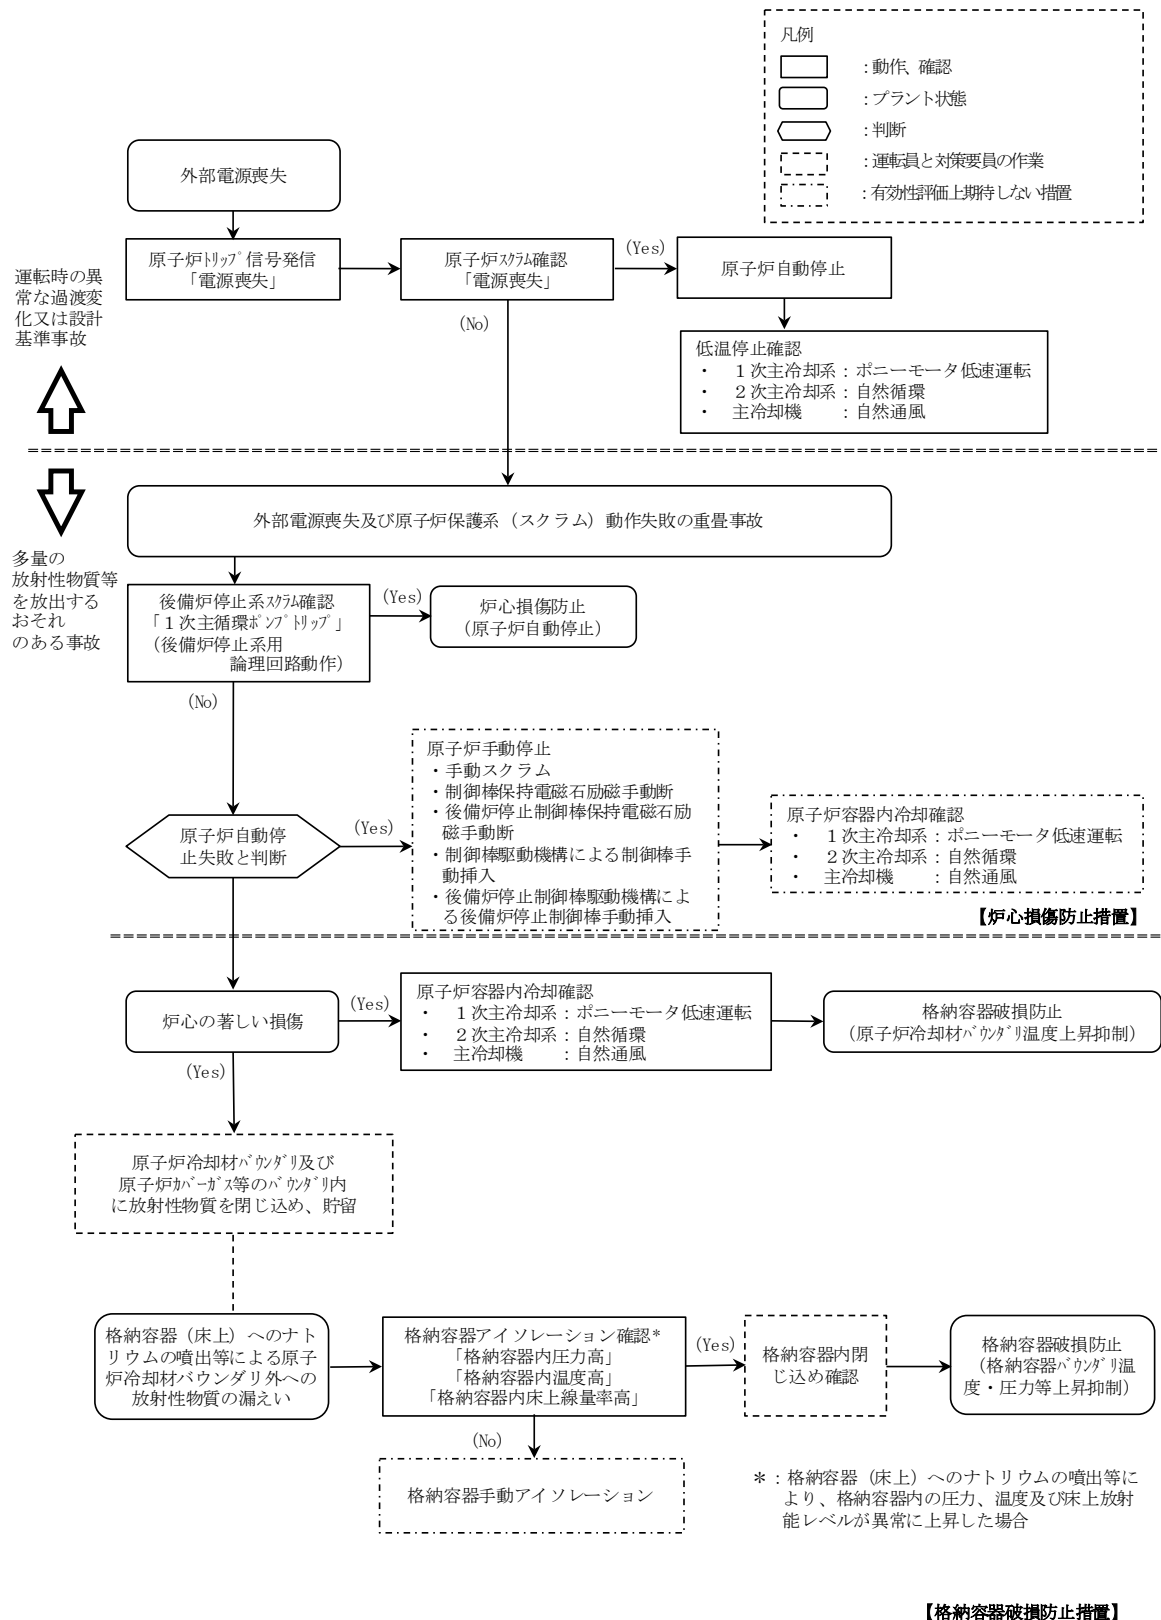 凡例
：動作、確認
：プラント状態
：判断
：運転員と対策要員の作業
：有効性評価上期待しない措置
外部電源喪失
原子炉ﾄﾘｯﾌﾟ信号発信
「電源喪失」
原子炉ｽｸﾗﾑ確認
「電源喪失」
(Yes)
原子炉自動停止
(No)
運転時の異
常な過渡変
化又は設計
基準事故
低温停止確認
・　１次主冷却系：ポニーモータ低速運転
・　２次主冷却系：自然循環
・　主冷却機　　：自然通風
外部電源喪失及び原子炉保護系（スクラム）動作失敗の重畳事故
多量の
放射性物質等
を放出する
おそれ
のある事故
後備炉停止系ｽｸﾗﾑ確認
「１次主循環ﾎﾟﾝﾌﾟﾄﾘｯﾌﾟ」
（後備炉停止系用
論理回路動作）
(Yes)
炉心損傷防止
（原子炉自動停止）
(No)
原子炉自動停
止失敗と判断
(Yes)
原子炉手動停止
・手動スクラム
・制御棒保持電磁石励磁手動断
・後備炉停止制御棒保持電磁石励
磁手動断
・制御棒駆動機構による制御棒手
動挿入
・後備炉停止制御棒駆動機構によ
る後備炉停止制御棒手動挿入
原子炉容器内冷却確認
・　１次主冷却系：ポニーモータ低速運転
・　２次主冷却系：自然循環
・　主冷却機　　：自然通風
【炉心損傷防止措置】
炉心の著しい損傷
(Yes)
原子炉容器内冷却確認
・　１次主冷却系：ポニーモータ低速運転
・　２次主冷却系：自然循環
・　主冷却機　　：自然通風
格納容器破損防止
（原子炉冷却材ﾊﾞｳﾝﾀﾞﾘ温度上昇抑制）
(Yes)
原子炉冷却材ﾊﾞｳﾝﾀﾞﾘ及び
原子炉ｶﾊﾞｰｶﾞｽ等のﾊﾞｳﾝﾀﾞﾘ内
に放射性物質を閉じ込め、貯留
格納容器（床上）へのナト
リウムの噴出等による原子
炉冷却材バウンダリ外への
放射性物質の漏えい
格納容器アイソレーション確認*
「格納容器内圧力高」
「格納容器内温度高」
「格納容器内床上線量率高」
(Yes)
格納容器内閉
じ込め確認
格納容器破損防止
（格納容器ﾊﾞｳﾝﾀﾞﾘ温
度・圧力等上昇抑制）
(No)
格納容器手動アイソレーション
＊：格納容器（床上）へのナトリウムの噴出等に
より、格納容器内の圧力、温度及び床上放射
能レベルが異常に上昇した場合
【格納容器破損防止措置】